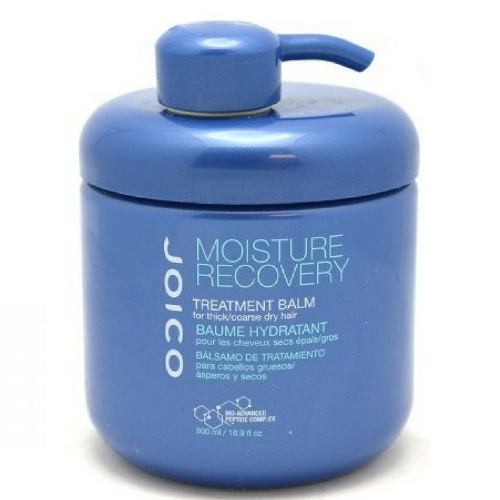 JOICO
MOISTURE
RECOVERY
TREATMENT BALM
for thick/coarse dry hair
BAUME HYDRATANT
pour les cheveux secs épais/gros
BÁLSAMO DE TRATAMIENTO
para cabellos gruesos/
ásperos y secos
BIO-ADVANCED
PEPTIDE COMPLEX
500 ml / 16.9 fl oz